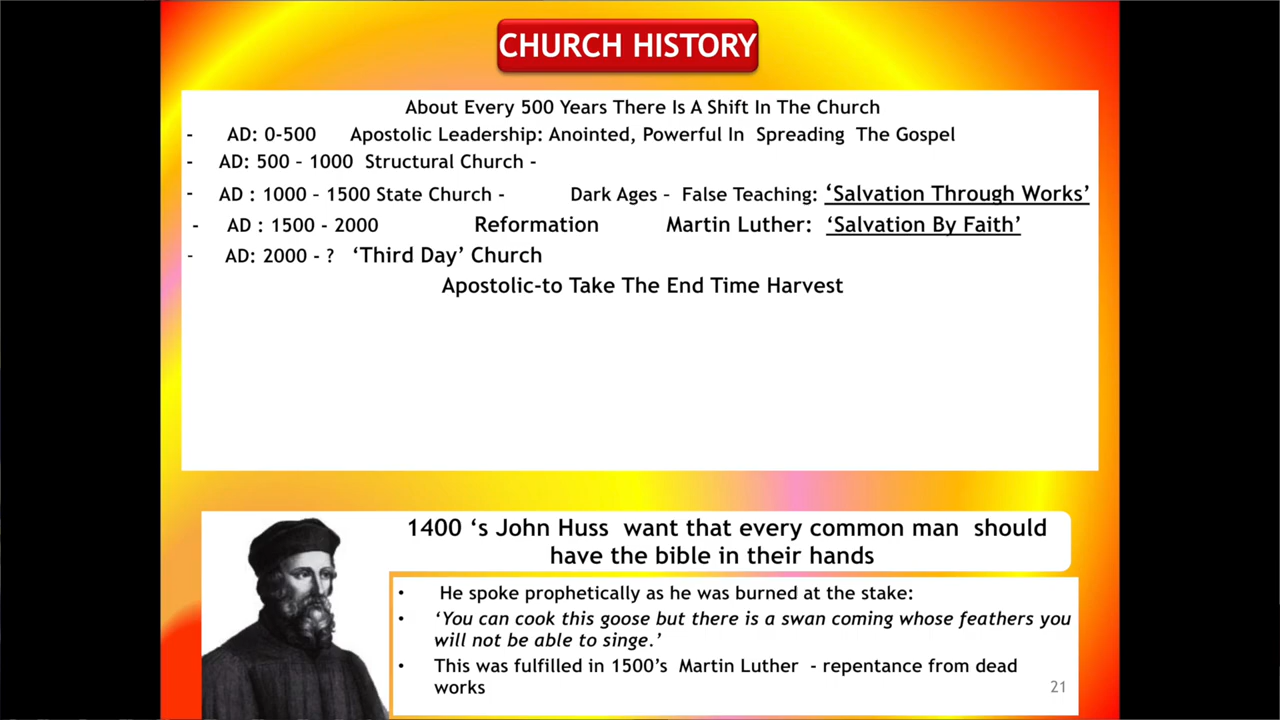 CHURCH HISTORY
About Every 500 Years There Is A Shift In The Church
- AD: 0-500 Apostolic Leadership: Anointed, Powerful In Spreading The Gospel
- AD: 500 – 1000 Structural Church -
- AD : 1000 – 1500 State Church - Dark Ages – False Teaching: ‘Salvation Through Works’
- AD : 1500 - 2000 Reformation Martin Luther: ‘Salvation By Faith’
- AD: 2000 - ? ‘Third Day’ Church
Apostolic-to Take The End Time Harvest
1400 ‘s John Huss want that every common man should
have the bible in their hands
• He spoke prophetically as he was burned at the stake:
• ‘You can cook this goose but there is a swan coming whose feathers you
will not be able to singe.’
• This was fulfilled in 1500’s Martin Luther - repentance from dead
works
21